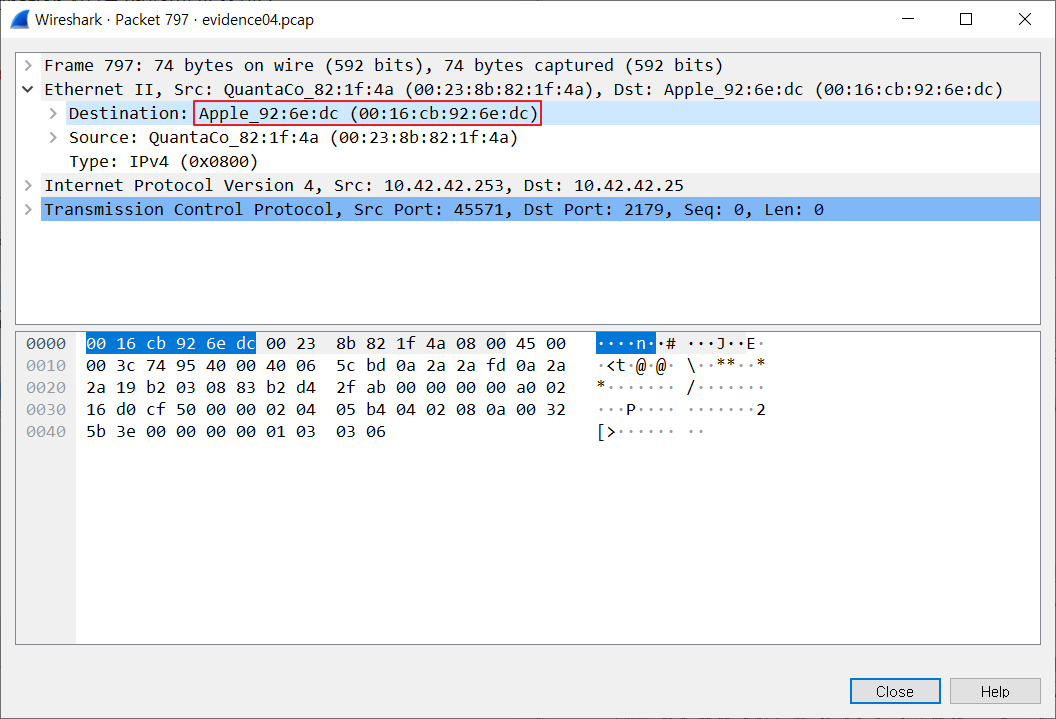 Wireshark · Packet 797 · evidence04.pcap
Frame 797: 74 bytes on wire (592 bits), 74 bytes captured (592 bits)
Ethernet II, Src: QuantaCo_82:1f:4a (00:23:8b:82:1f:4a), Dst: Apple_92:6e:dc (00:16:cb:92:6e:dc)
Destination: Apple_92:6e:dc (00:16:cb:92:6e:dc)
Source: QuantaCo_82:1f:4a (00:23:8b:82:1f:4a)
Type: IPv4 (0x0800)
Internet Protocol Version 4, Src: 10.42.42.253, Dst: 10.42.42.25
Transmission Control Protocol, Src Port: 45571, Dst Port: 2179, Seq: 0, Len: 0
0000 00 16 cb 92 6e dc 00 23 8b 82 1f 4a 08 00 45 00 ····n··# ···J··E·
0010 00 3c 74 95 40 00 40 06 5c bd 0a 2a 2a fd 0a 2a ·<t·@·@· \··**··*
0020 2a 19 b2 03 08 83 b2 d4 2f ab 00 00 00 00 a0 02 *······· /·······
0030 16 d0 cf 50 00 00 02 04 05 b4 04 02 08 0a 00 32 ···P···· ·······2
0040 5b 3e 00 00 00 00 01 03 03 06 [>······ ··
Close Help